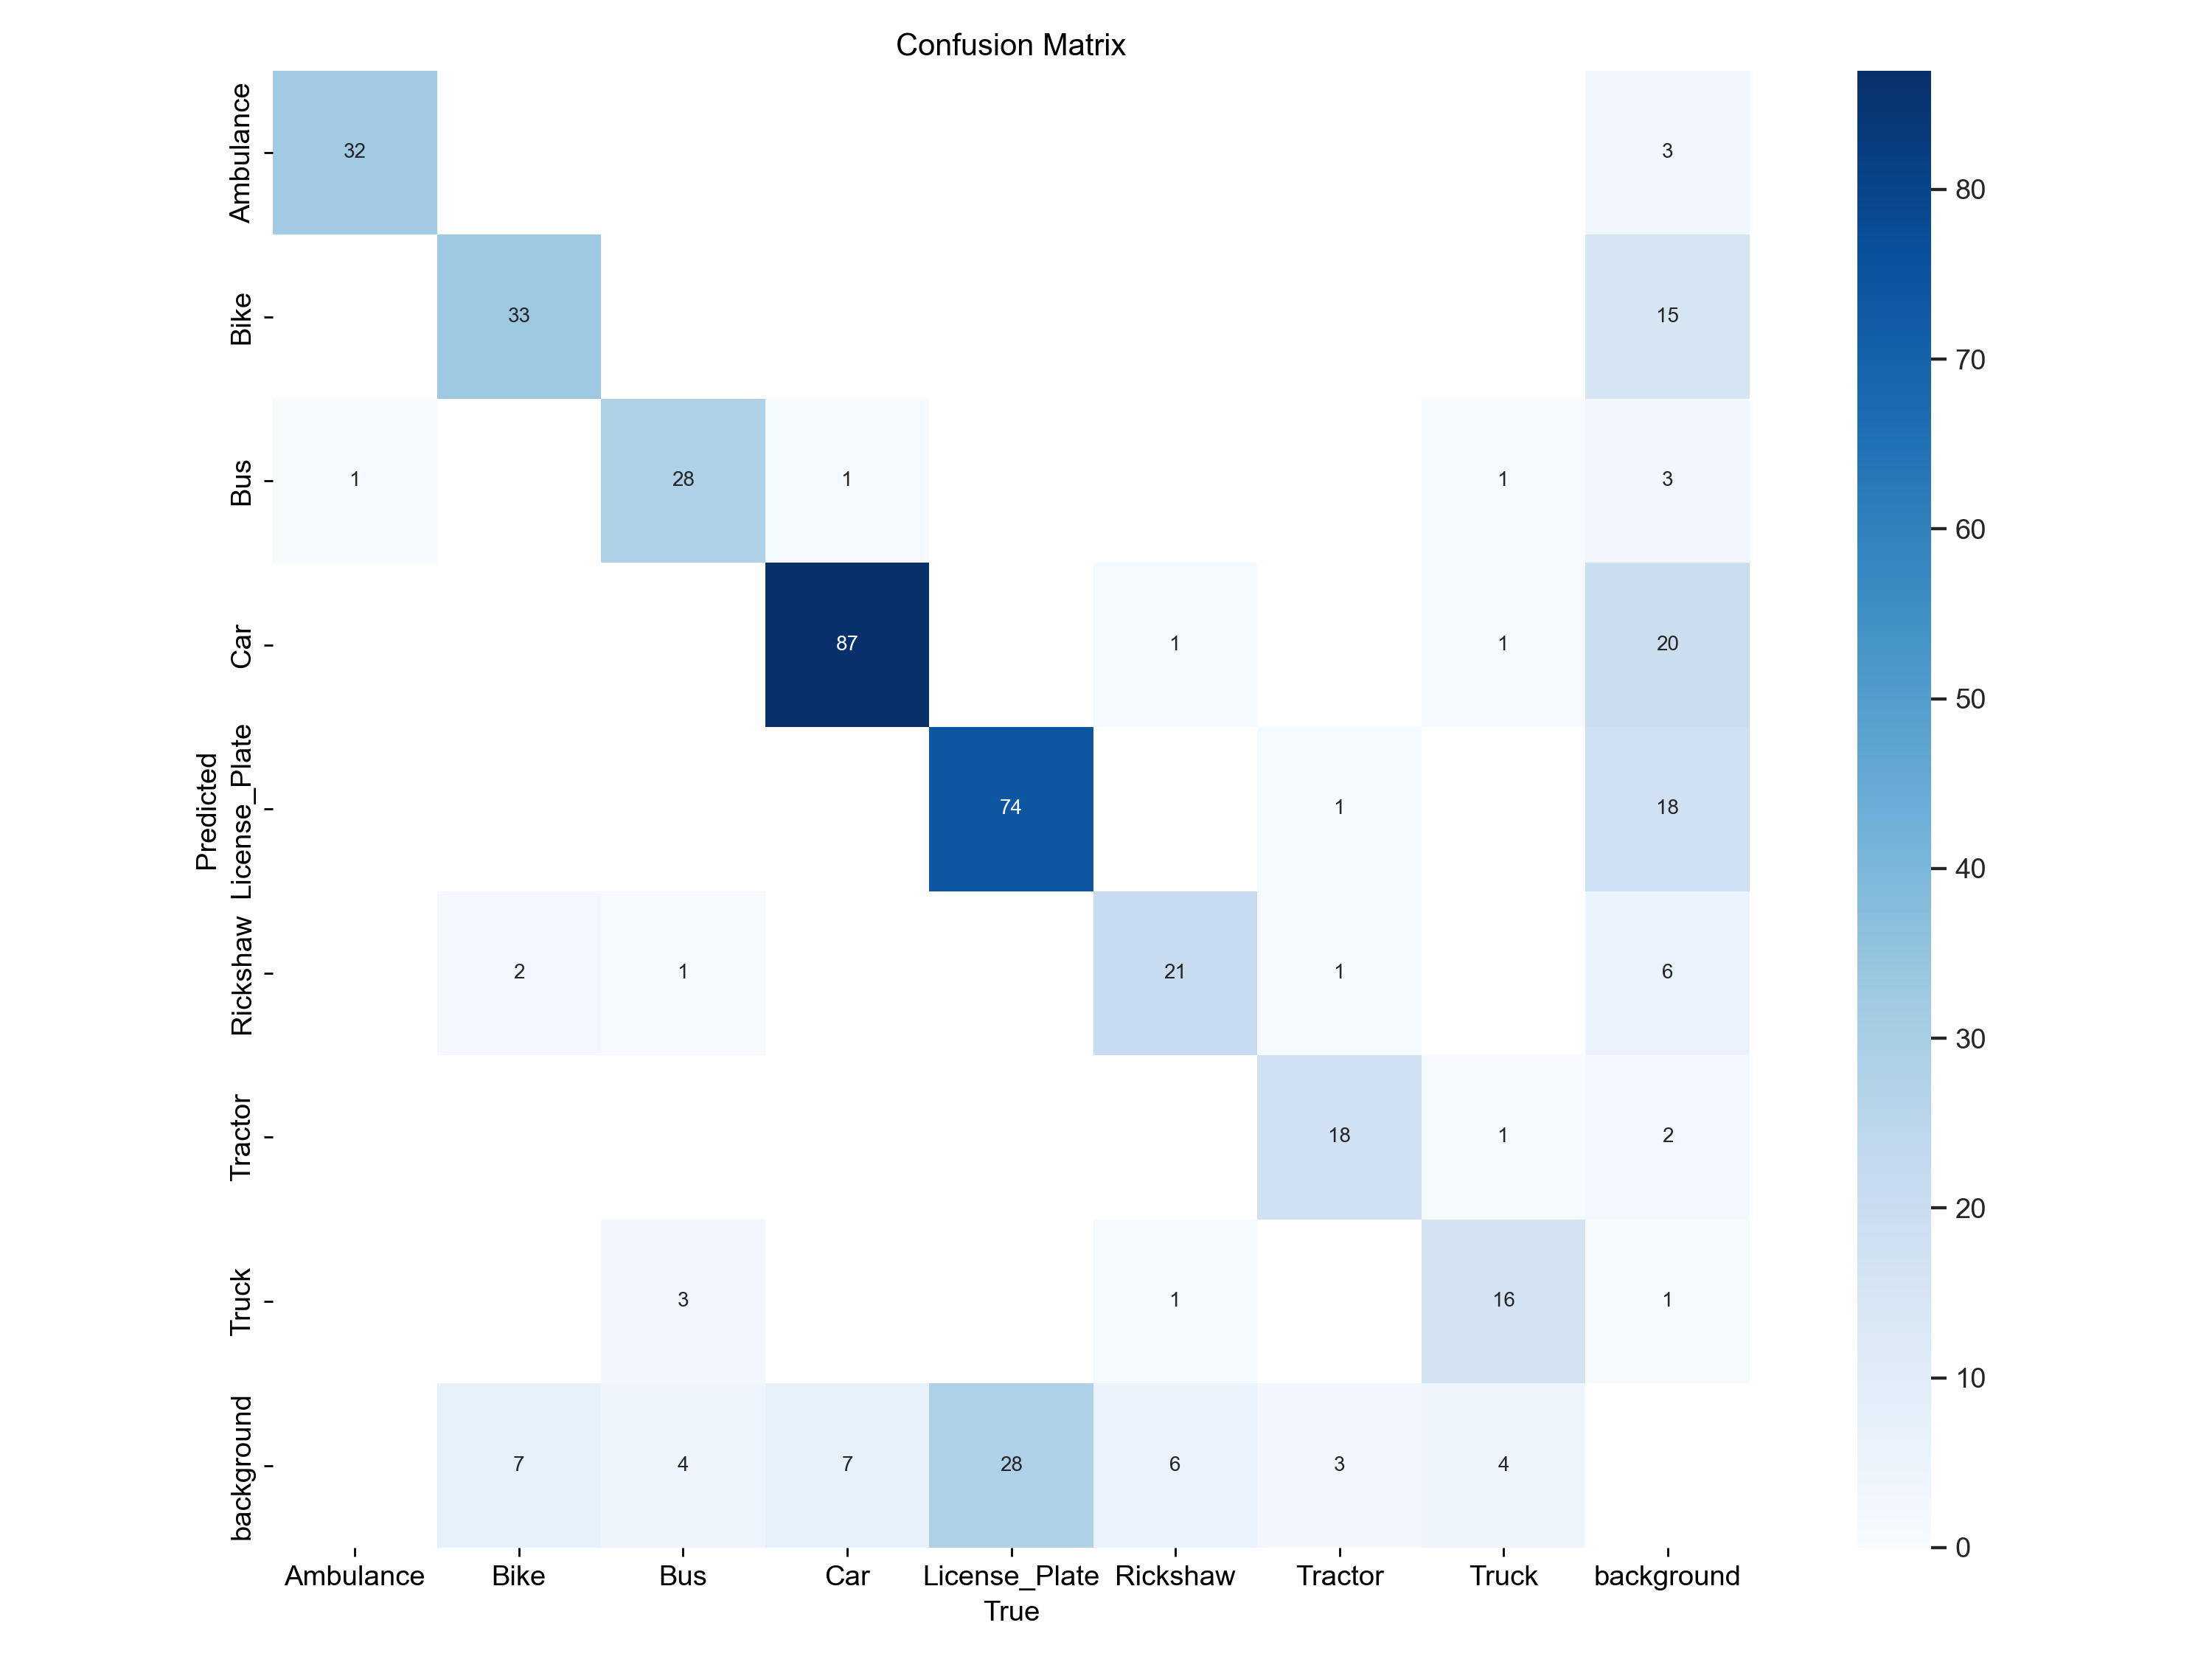 Confusion Matrix
Predicted
Ambulance 32 3
Bike 33 15
Bus 1 28 1 1 3
Car 87 1 1 20
License_Plate 74 1 18
Rickshaw 2 1 21 1 6
Tractor 18 1 2
Truck 3 1 16 1
background 7 4 7 28 6 3 4
Ambulance Bike Bus Car License_Plate Rickshaw Tractor Truck background
True
80
70
60
50
40
30
20
10
0